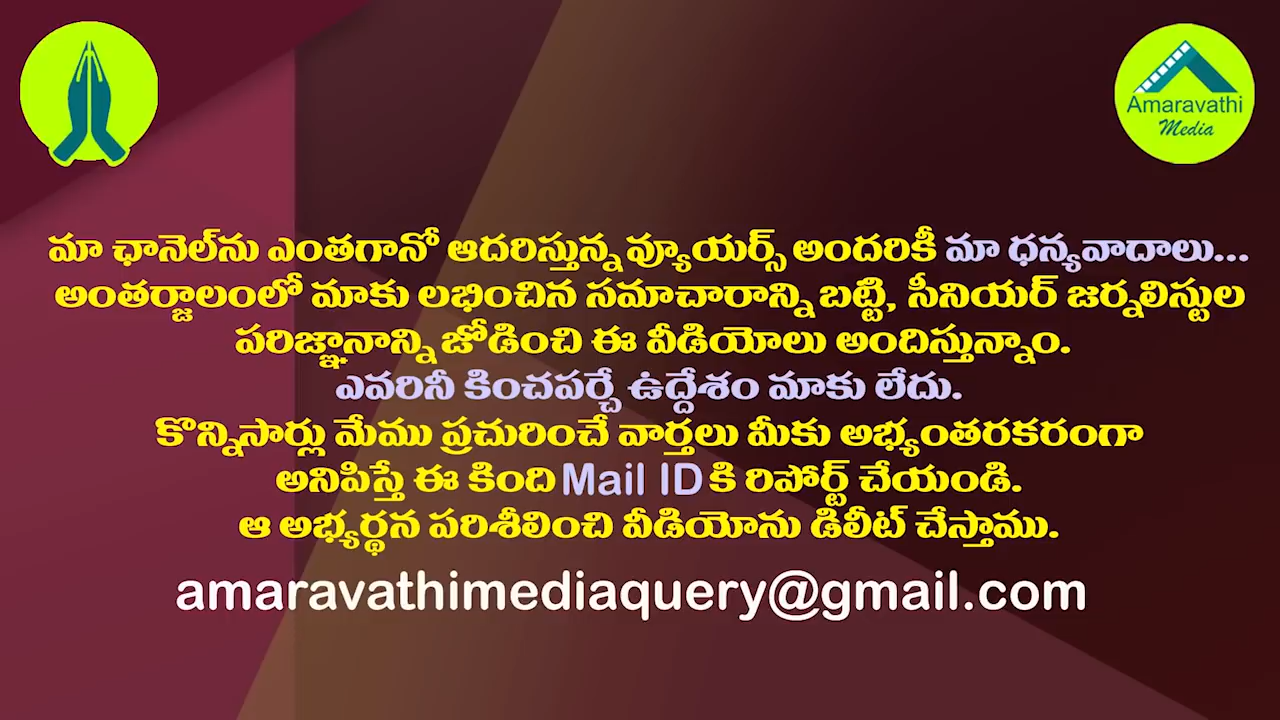 Amaravathi
Media
మా ఛానెల్‌ను ఎంతగానో ఆదరిస్తున్న వ్యూయర్స్ అందరికీ మా ధన్యవాదాలు...
అంతర్జాలంలో మాకు లభించిన సమాచారాన్ని బట్టి, సీనియర్ జర్నలిస్టుల
పరిజ్ఞానాన్ని జోడించి ఈ వీడియోలు అందిస్తున్నాం.
ఎవరినీ కించపర్చే ఉద్దేశం మాకు లేదు.
కొన్నిసార్లు మేము ప్రచురించే వార్తలు మీకు అభ్యంతరకరంగా
అనిపిస్తే ఈ కింది Mail ID కి రిపోర్ట్ చేయండి.
ఆ అభ్యర్థన పరిశీలించి వీడియోను డిలీట్ చేస్తాము.
amaravathimediaquery@gmail.com